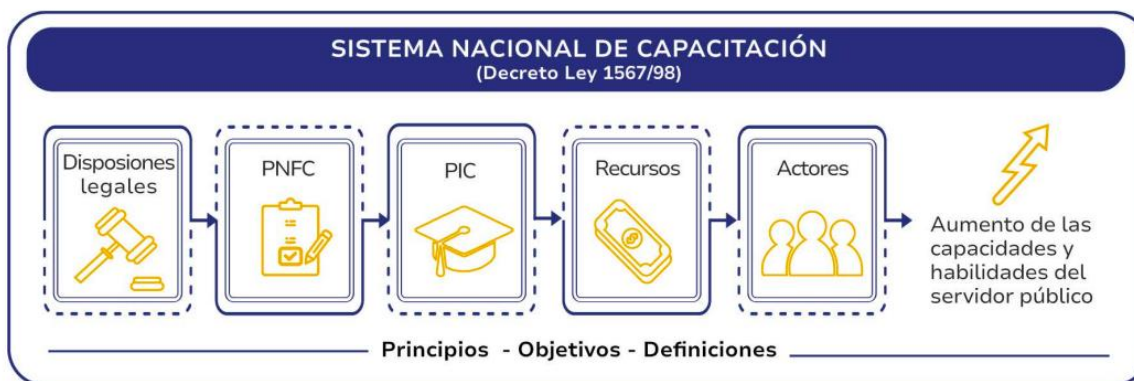 SISTEMA NACIONAL DE CAPACITACIÓN
(Decreto Ley 1567/98)
Disposiones
legales
PNFC
PIC
Recursos
Actores
Aumento de las
capacidades y
habilidades del
servidor público
Principios - Objetivos - Definiciones